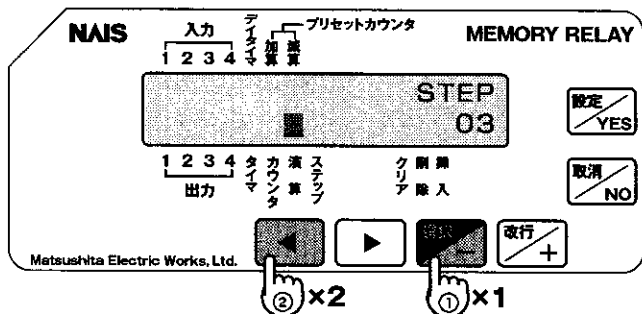 NAIS
入力
1 2 3 4
デイタイマ
加算
減算
プリセットカウンタ
MEMORY RELAY
STEP
03
設定
YES
1 2 3 4
出力
タイマ
カウンタ
演算
ステップ
クリア
削除
挿入
取消
NO
◀
▶
−
改行
+
Matsushita Electric Works, Ltd.
② ×2
① ×1